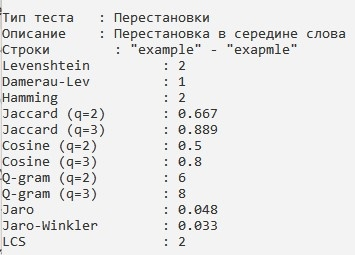 Тип теста   : Перестановки
Описание    : Перестановка в середине слова
Строки        : "example" - "exapmle"
Levenshtein         : 2
Damerau-Lev         : 1
Hamming             : 2
Jaccard (q=2)       : 0.667
Jaccard (q=3)       : 0.889
Cosine (q=2)        : 0.5
Cosine (q=3)        : 0.8
Q-gram (q=2)        : 6
Q-gram (q=3)        : 8
Jaro                : 0.048
Jaro-Winkler        : 0.033
LCS                 : 2